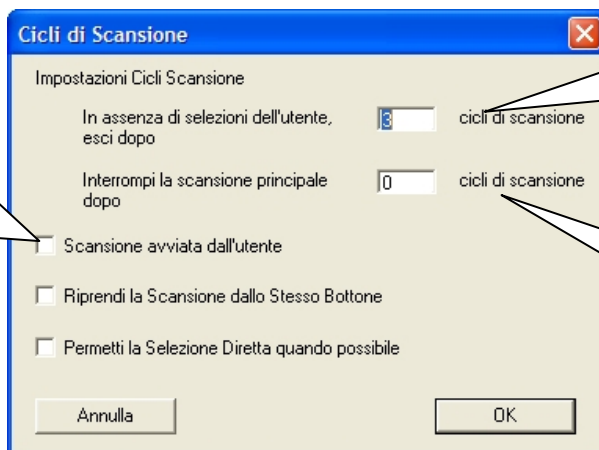 Cicli di Scansione
Impostazioni Cicli Scansione
In assenza di selezioni dell'utente,
esci dopo
3 cicli di scansione
Interrompi la scansione principale
dopo
0 cicli di scansione
Scansione avviata dall'utente
Riprendi la Scansione dallo Stesso Bottone
Permetti la Selezione Diretta quando possibile
Annulla
OK